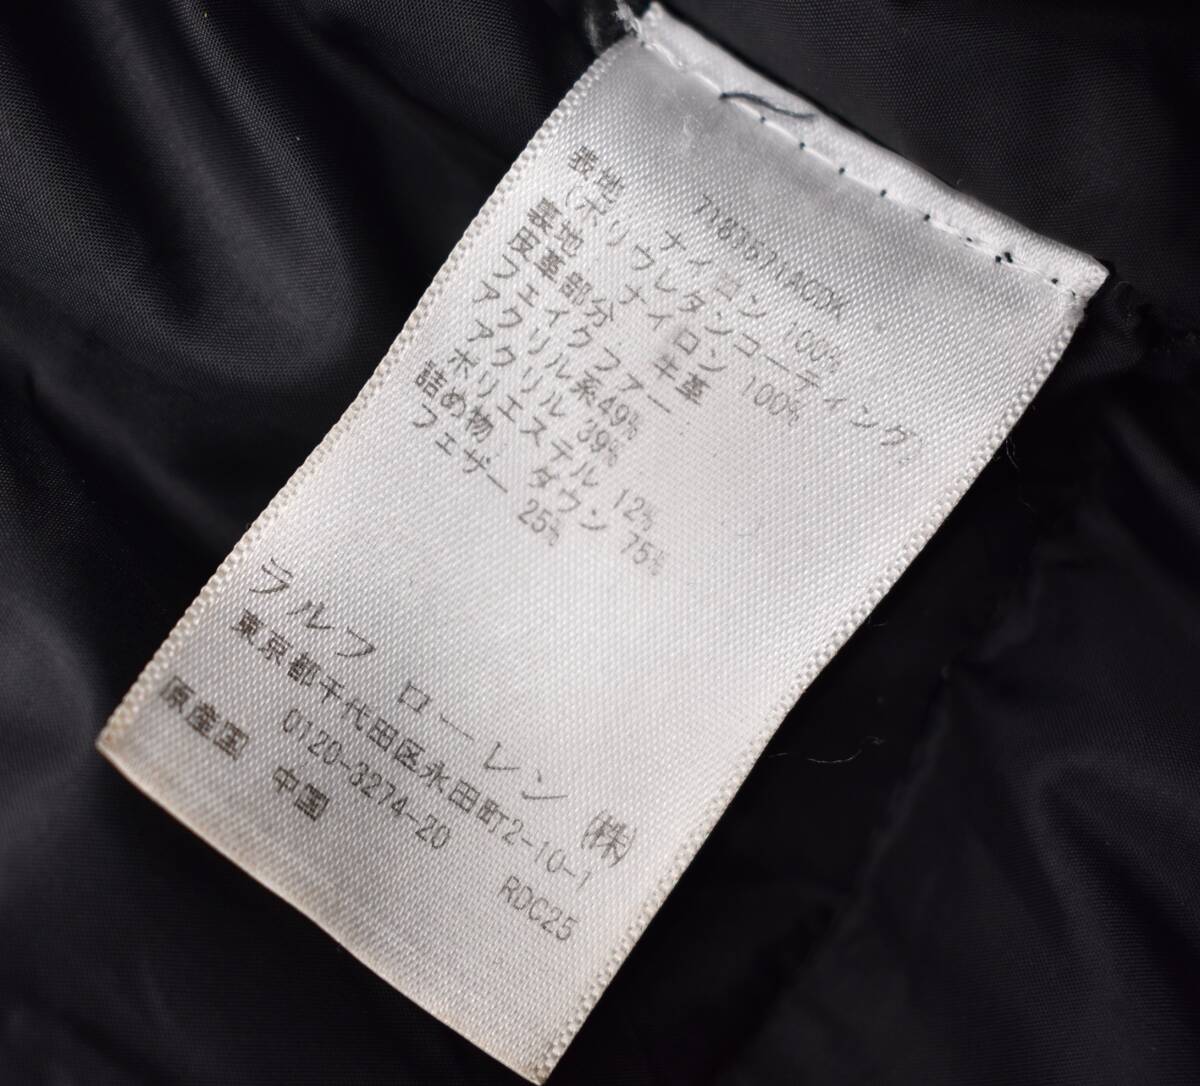 表地 ナイロン 100%
(ポリウレタンコーティング)
裏地 ナイロン 100%
皮革部分 牛革
フェイクファー
アクリル系49%
アクリル 39%
ポリエステル 12%
詰め物 ダウン 75%
フェザー 25%
ラルフ ローレン (株)
東京都千代田区永田町2-10-1
0120-3274-20 RDC25
原産国 中国